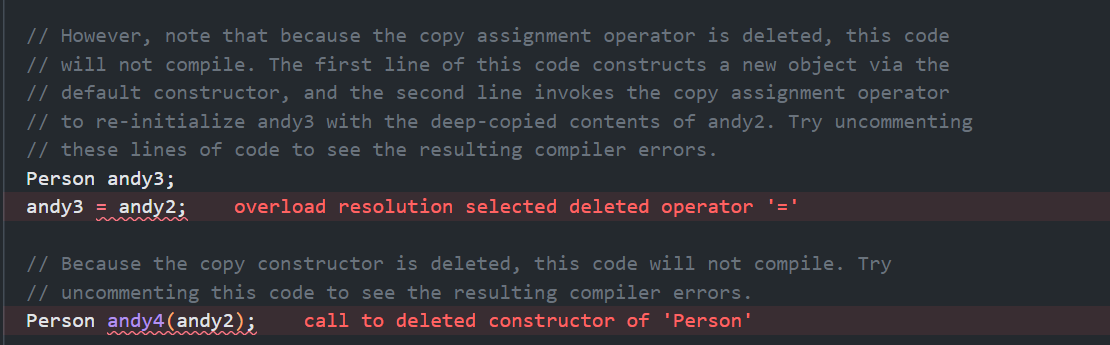 // However, note that because the copy assignment operator is deleted, this code
// will not compile. The first line of this code constructs a new object via the
// default constructor, and the second line invokes the copy assignment operator
// to re-initialize andy3 with the deep-copied contents of andy2. Try uncommenting
// these lines of code to see the resulting compiler errors.
Person andy3;
andy3 = andy2; overload resolution selected deleted operator '='
// Because the copy constructor is deleted, this code will not compile. Try
// uncommenting this code to see the resulting compiler errors.
Person andy4(andy2); call to deleted constructor of 'Person'